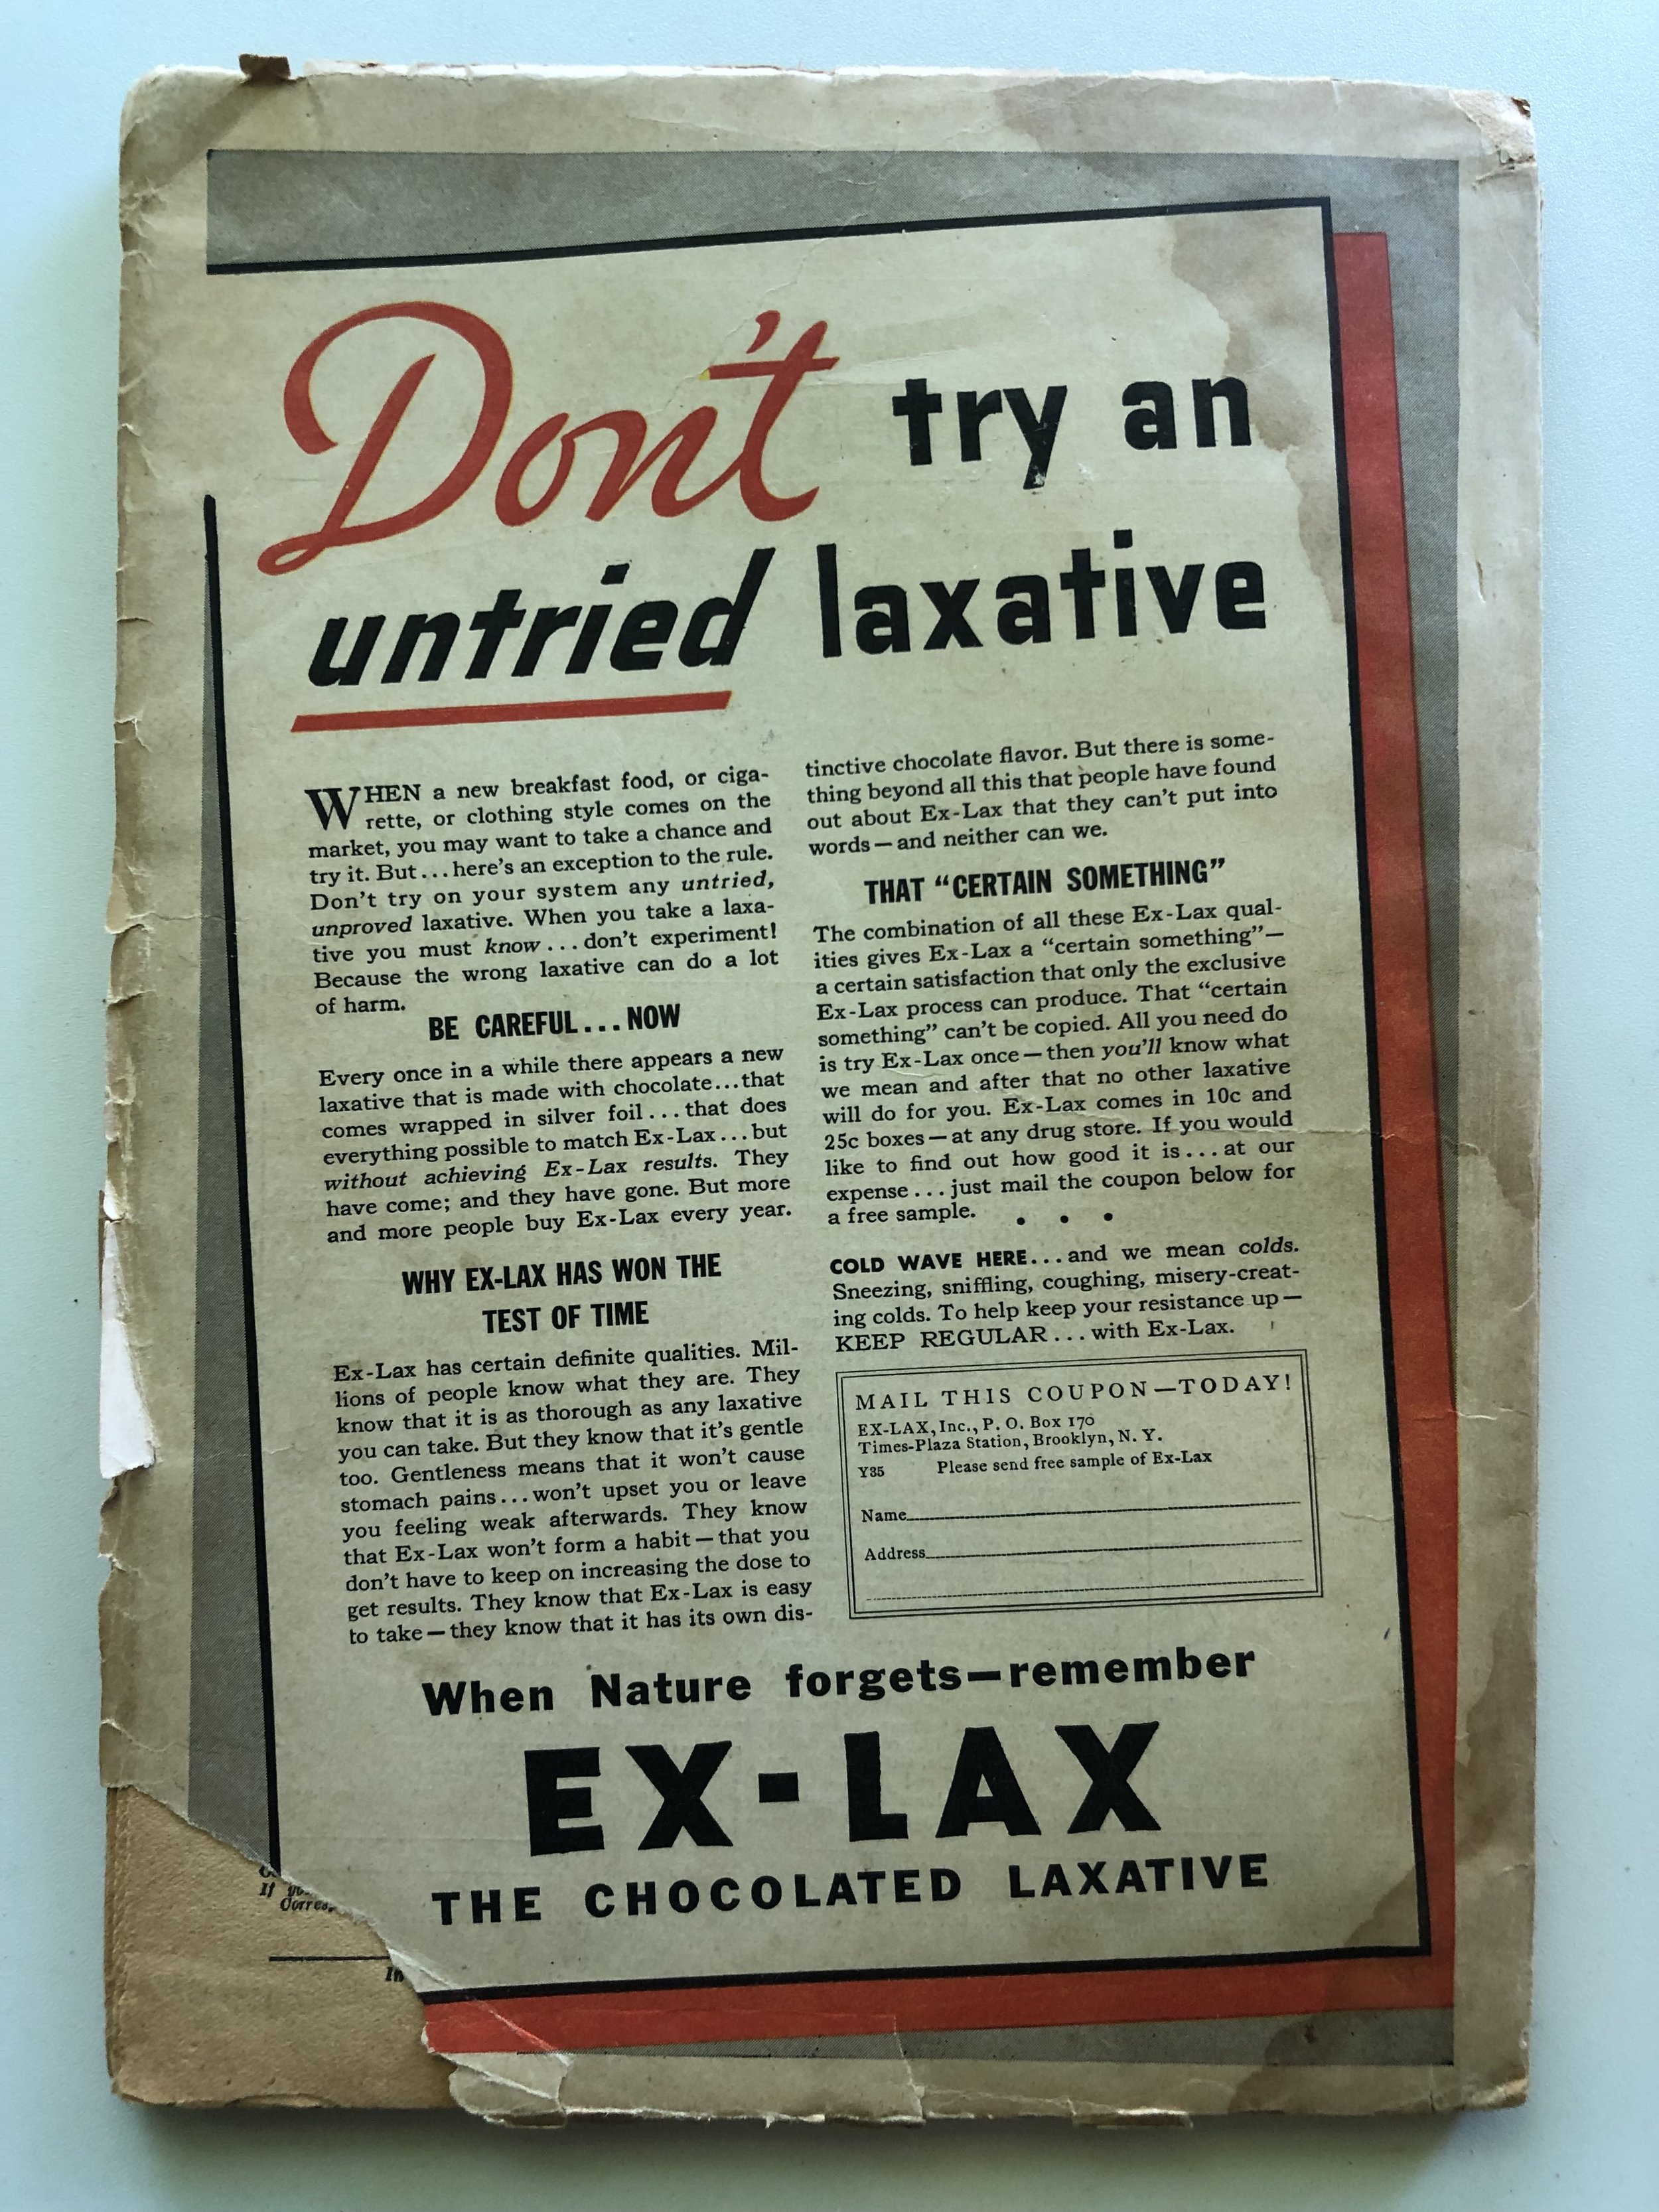 Don't try an
untried laxative
WHEN a new breakfast food, or ciga-
rette, or clothing style comes on the
market, you may want to take a chance and
try it. But...here's an exception to the rule.
Don't try on your system any untried,
unproved laxative. When you take a laxa-
tive you must know...don't experiment!
Because the wrong laxative can do a lot
of harm.
BE CAREFUL...NOW
Every once in a while there appears a new
laxative that is made with chocolate...that
comes wrapped in silver foil...that does
everything possible to match Ex-Lax...but
without achieving Ex-Lax results. They
have come; and they have gone. But more
and more people buy Ex-Lax every year.
WHY EX-LAX HAS WON THE
TEST OF TIME
Ex-Lax has certain definite qualities. Mil-
lions of people know what they are. They
know that it is as thorough as any laxative
you can take. But they know that it's gentle
too. Gentleness means that it won't cause
stomach pains...won't upset you or leave
you feeling weak afterwards. They know
that Ex-Lax won't form a habit—that you
don't have to keep on increasing the dose to
get results. They know that Ex-Lax is easy
to take—they know that it has its own dis-
tinctive chocolate flavor. But there is some-
thing beyond all this that people have found
out about Ex-Lax that they can't put into
words—and neither can we.
THAT "CERTAIN SOMETHING"
The combination of all these Ex-Lax qual-
ities gives Ex-Lax a "certain something"—
a certain satisfaction that only the exclusive
Ex-Lax process can produce. That "certain
something" can't be copied. All you need do
is try Ex-Lax once—then you'll know what
we mean and after that no other laxative
will do for you. Ex-Lax comes in 10c and
25c boxes—at any drug store. If you would
like to find out how good it is...at our
expense...just mail the coupon below for
a free sample.
• • •
COLD WAVE HERE...and we mean colds.
Sneezing, sniffling, coughing, misery-creat-
ing colds. To help keep your resistance up—
KEEP REGULAR...with Ex-Lax.
MAIL THIS COUPON—TODAY!
EX-LAX, Inc., P. O. Box 170
Times-Plaza Station, Brooklyn, N. Y.
Y35 Please send free sample of Ex-Lax
Name
Address
When Nature forgets—remember
EX-LAX
THE CHOCOLATED LAXATIVE
If
In